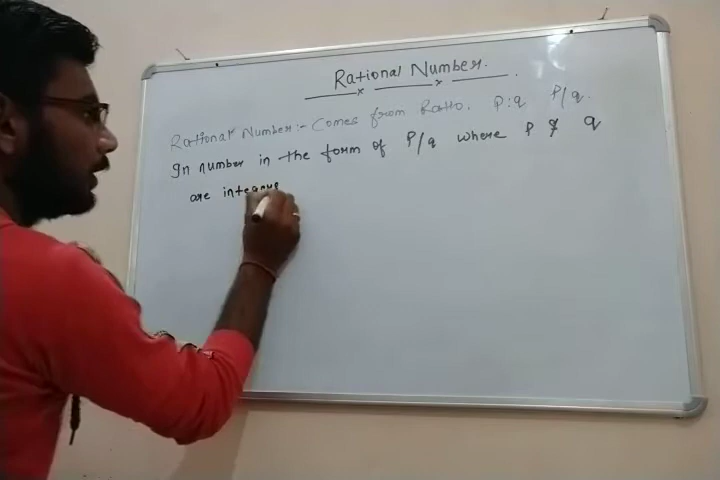 Rational Number.
Rational Number:- Comes from Ratio. P:q P/q.
In number in the form of P/q where P & q
are integers